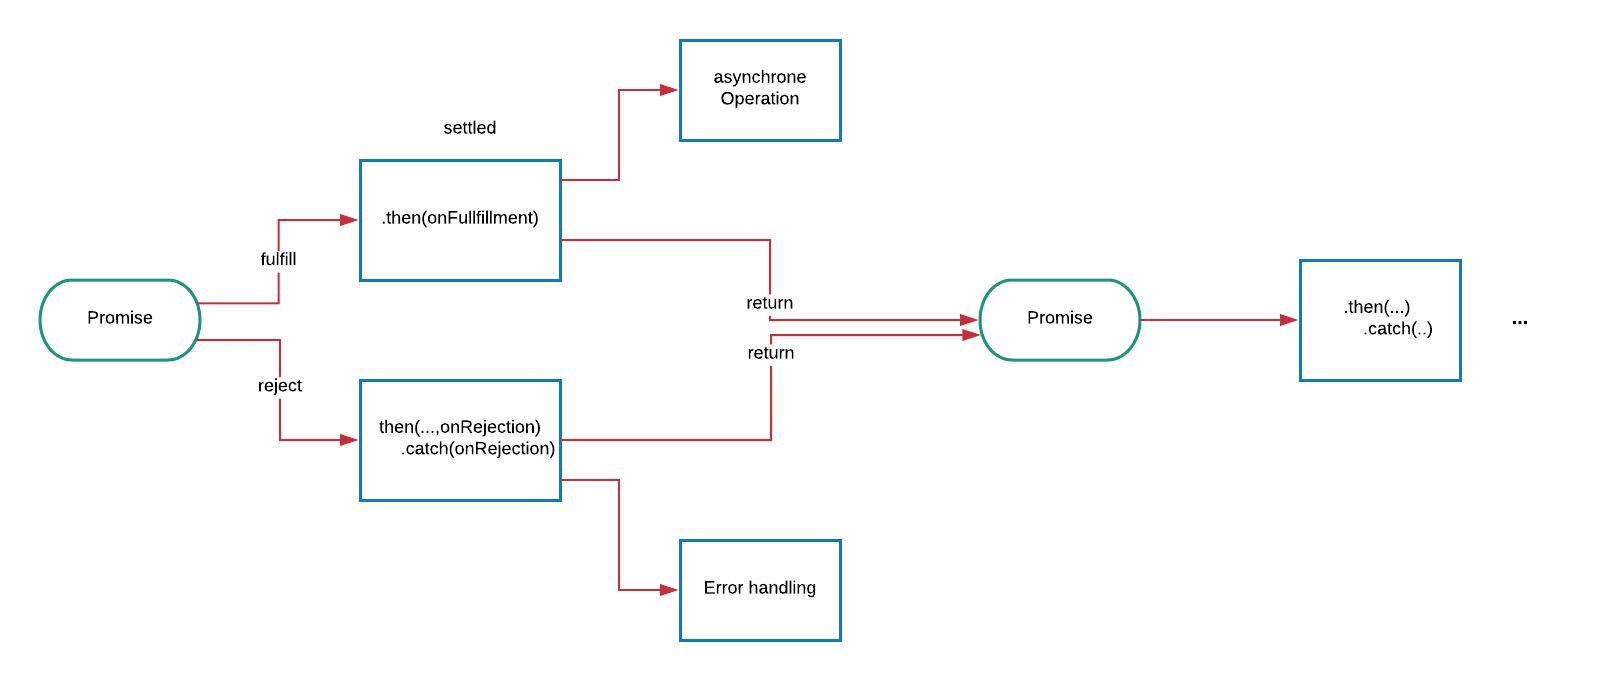 asynchrone
Operation
settled
.then(onFullfillment)
fulfill
Promise
reject
then(...,onRejection)
.catch(onRejection)
return
return
Promise
.then(...)
.catch(..)
...
Error handling